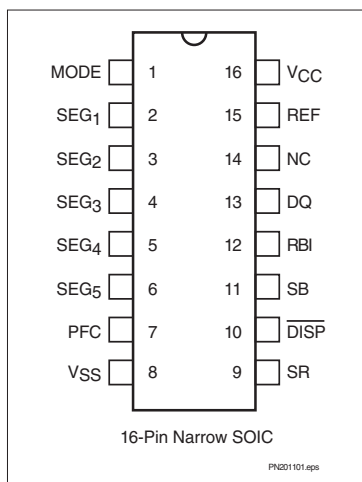 MODE 1 16 VCC
SEG1 2 15 REF
SEG2 3 14 NC
SEG3 4 13 DQ
SEG4 5 12 RBI
SEG5 6 11 SB
PFC 7 10 DISP
VSS 8 9 SR
16-Pin Narrow SOIC
PN201101.eps